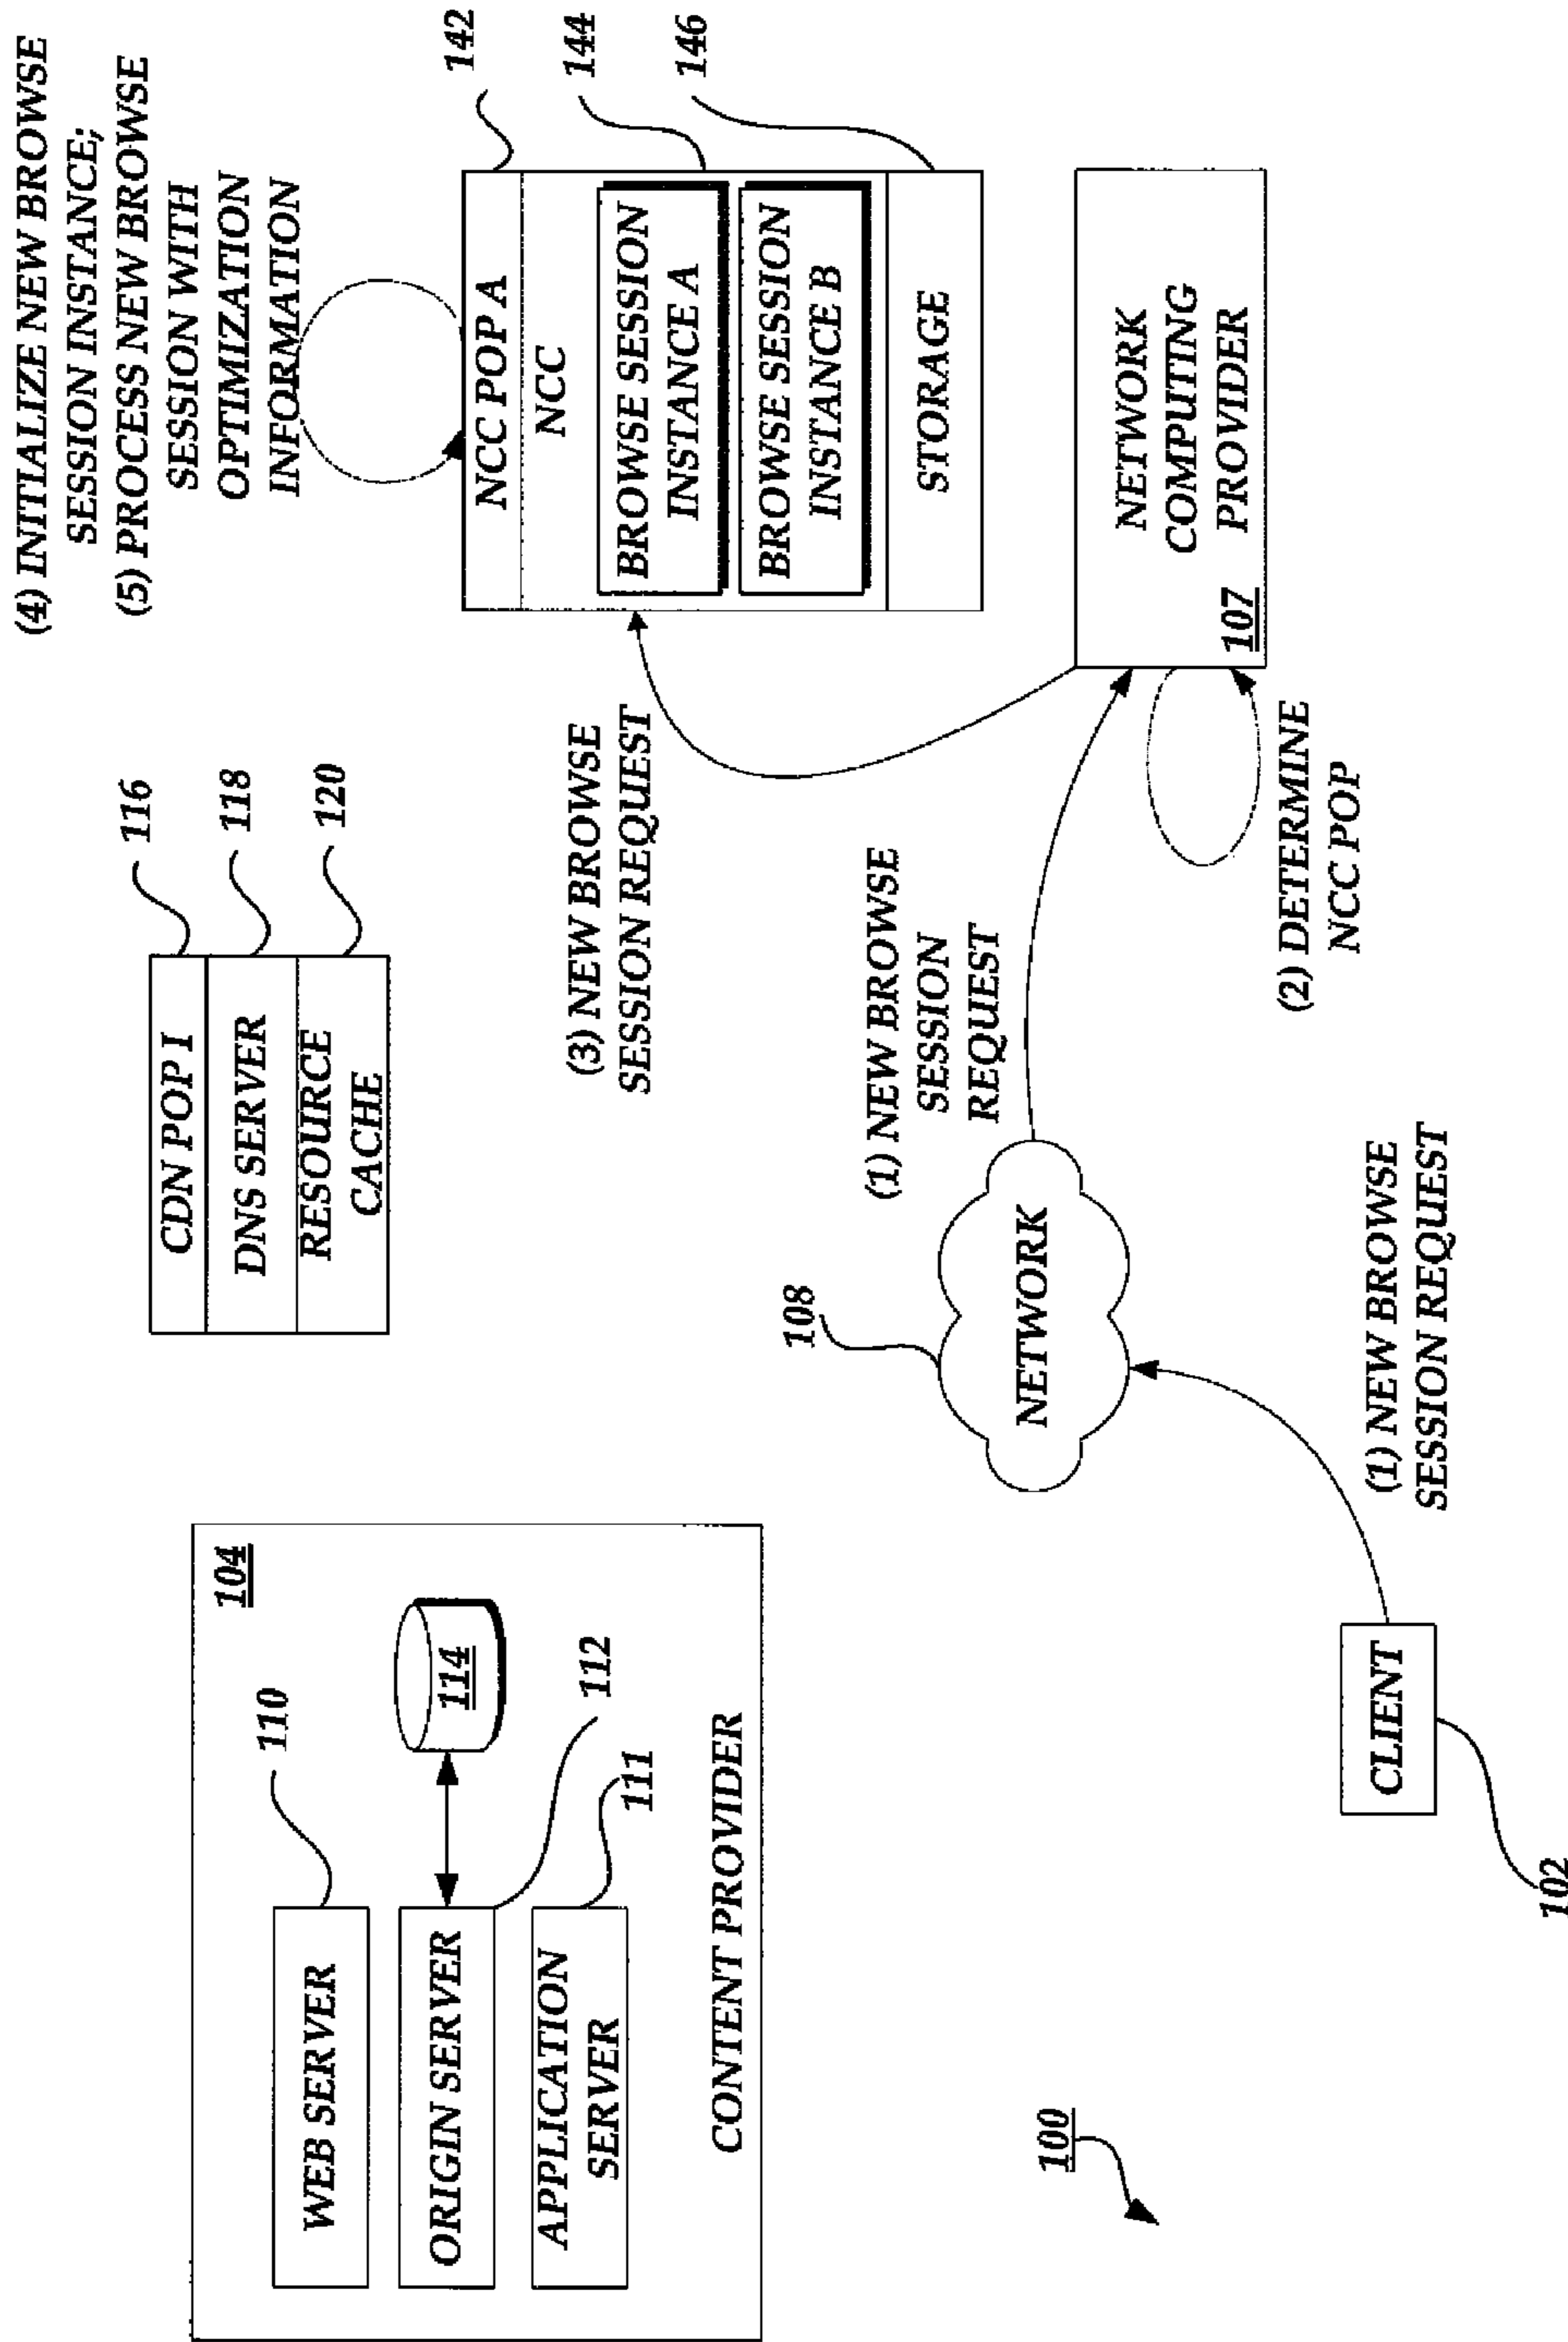 104
WEB SERVER
110
ORIGIN SERVER
114
112
APPLICATION
SERVER
111
CONTENT PROVIDER
CDN POP I
DNS SERVER
RESOURCE
CACHE
116
118
120
(4) INITIALIZE NEW BROWSE
SESSION INSTANCE;
(5) PROCESS NEW BROWSE
SESSION WITH
OPTIMIZATION
INFORMATION
NCC POP A
NCC
BROWSE SESSION
INSTANCE A
BROWSE SESSION
INSTANCE B
STORAGE
142
144
146
(3) NEW BROWSE
SESSION REQUEST
108
NETWORK
(1) NEW BROWSE
SESSION
REQUEST
NETWORK
COMPUTING
PROVIDER
107
(2) DETERMINE
NCC POP
(1) NEW BROWSE
SESSION REQUEST
CLIENT
102
100